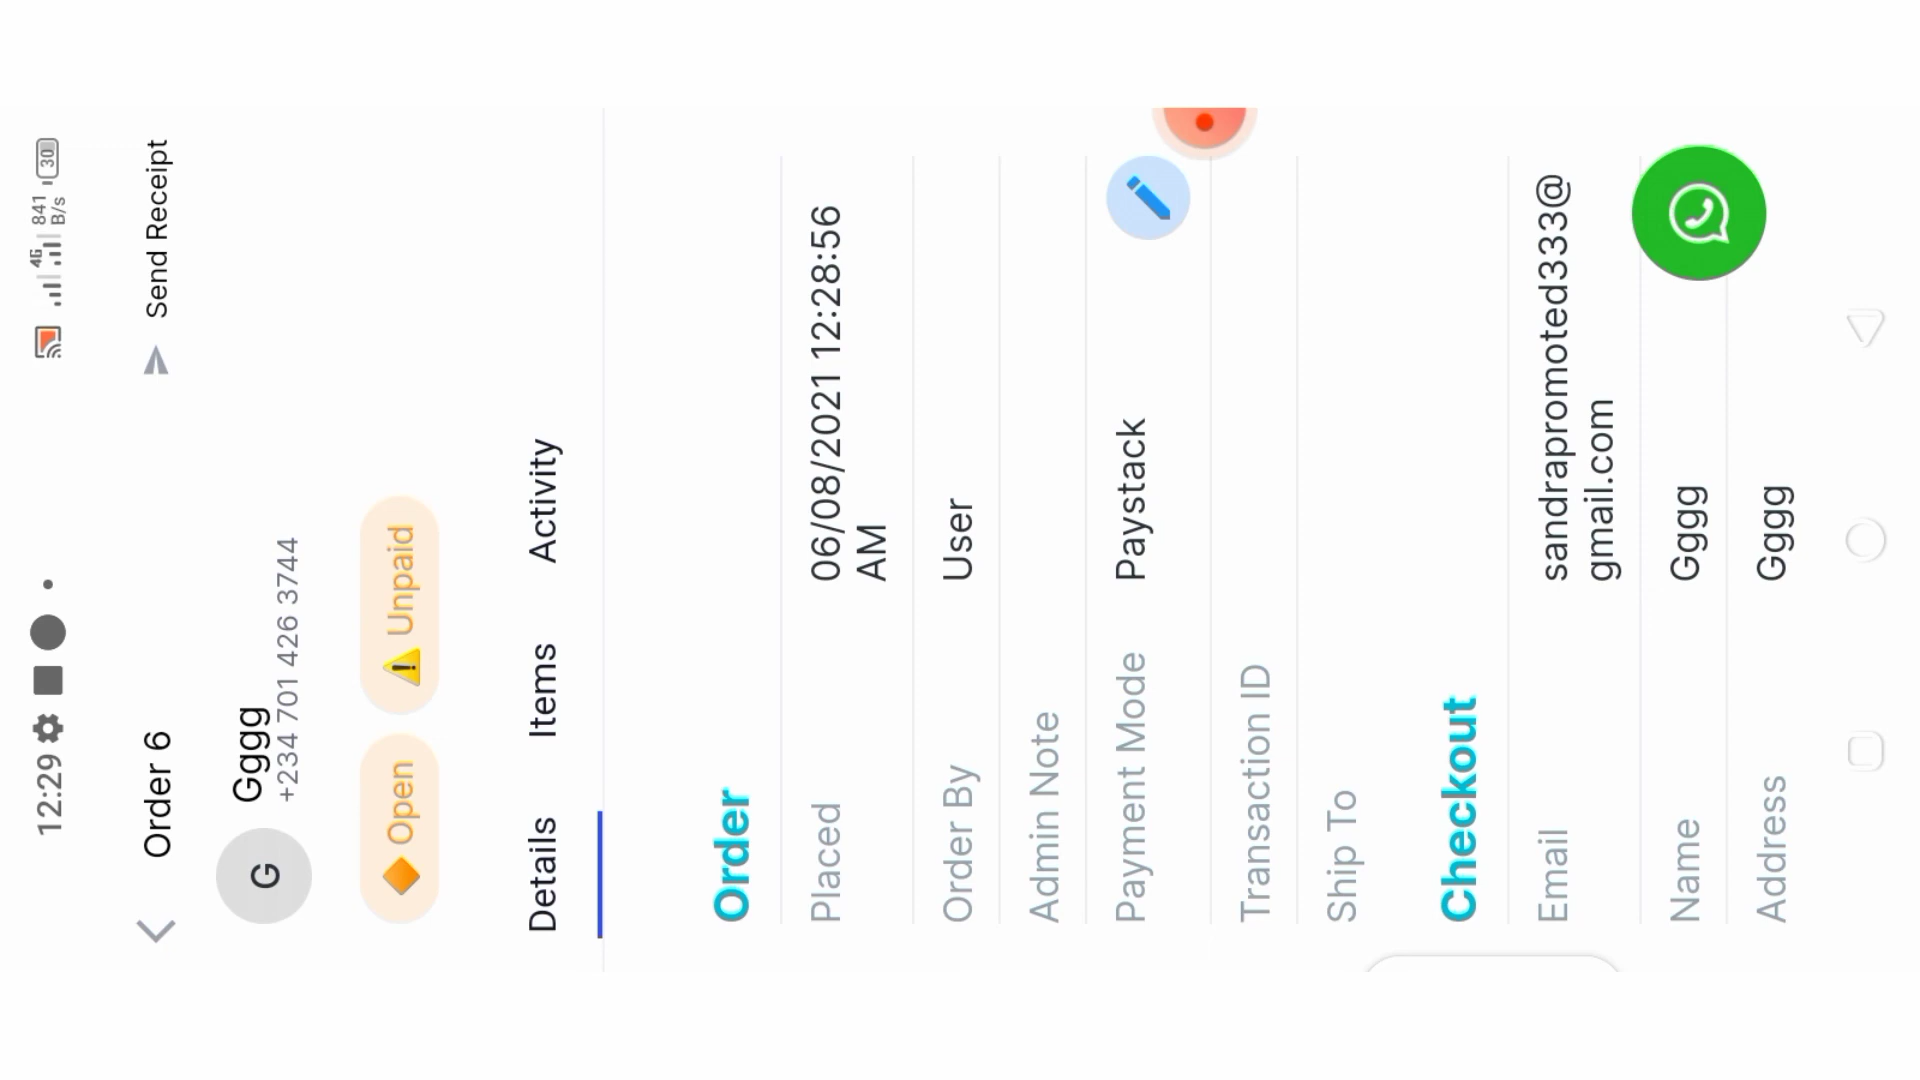 12:29 4G 841 B/s 30
Order 6 Send Receipt
G Gggg
+234 701 426 3744
Open Unpaid
Details Items Activity
Order
Placed 06/08/2021 12:28:56
AM
Order By User
Admin Note
Payment Mode Paystack
Transaction ID
Ship To
Checkout
Email sandrapromoted333@
gmail.com
Name Gggg
Address Gggg